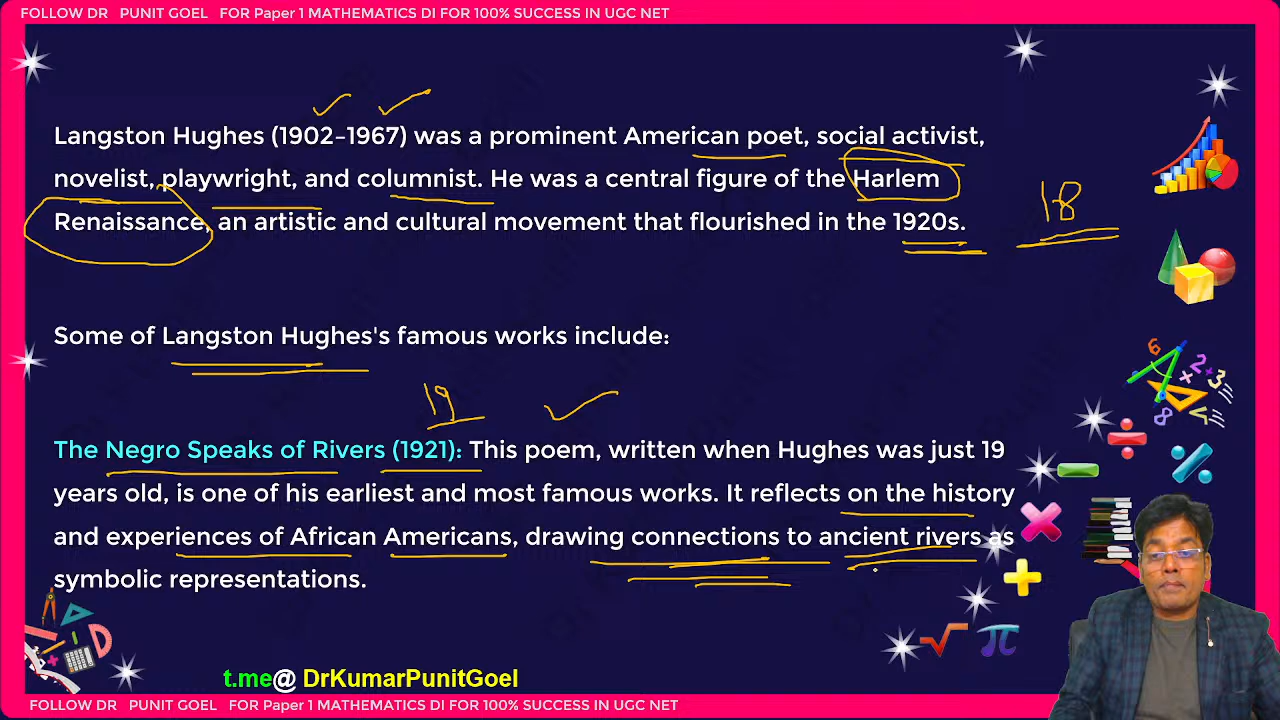 FOLLOW DR PUNIT GOEL FOR Paper 1 MATHEMATICS DI FOR 100% SUCCESS IN UGC NET
Langston Hughes (1902–1967) was a prominent American poet, social activist,
novelist, playwright, and columnist. He was a central figure of the Harlem
Renaissance, an artistic and cultural movement that flourished in the 1920s.
18
Some of Langston Hughes's famous works include:
19
The Negro Speaks of Rivers (1921): This poem, written when Hughes was just 19
years old, is one of his earliest and most famous works. It reflects on the history
and experiences of African Americans, drawing connections to ancient rivers as
symbolic representations.
t.me@ DrKumarPunitGoel
FOLLOW DR PUNIT GOEL FOR Paper 1 MATHEMATICS DI FOR 100% SUCCESS IN UGC NET